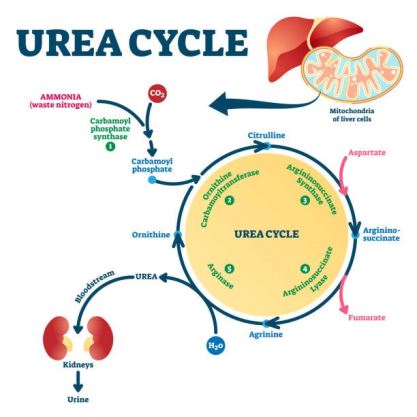 UREA CYCLE
AMMONIA
(waste nitrogen)
CO2
Mitochondria
of liver cells
Carbamoyl
phosphate
synthase
1
Carbamoyl
phosphate
Citrulline
Aspartate
Ornithine
Carbamoyltransferase
2
Argininosuccinate
Synthase
3
Ornithine
UREA CYCLE
Arginino-
succinate
Arginase
5
4
Argininosuccinate
Lyase
Bloodstream
UREA
H2O
Agrinine
Fumarate
Kidneys
Urine